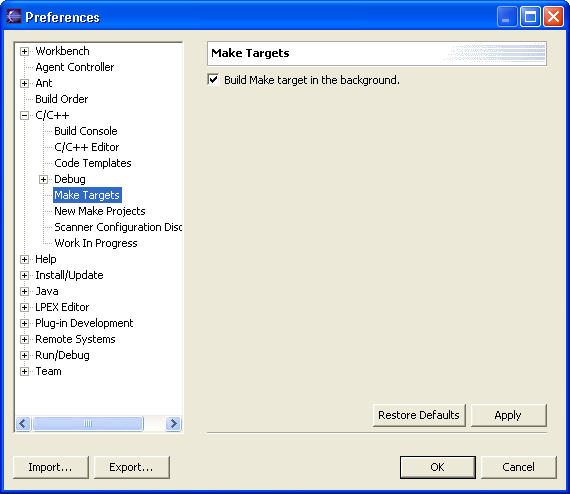 Preferences
Workbench
Agent Controller
Ant
Build Order
C/C++
Build Console
C/C++ Editor
Code Templates
Debug
Make Targets
New Make Projects
Scanner Configuration Disc
Work In Progress
Help
Install/Update
Java
LPEX Editor
Plug-in Development
Remote Systems
Run/Debug
Team
Make Targets
Build Make target in the background.
Restore Defaults
Apply
Import...
Export...
OK
Cancel